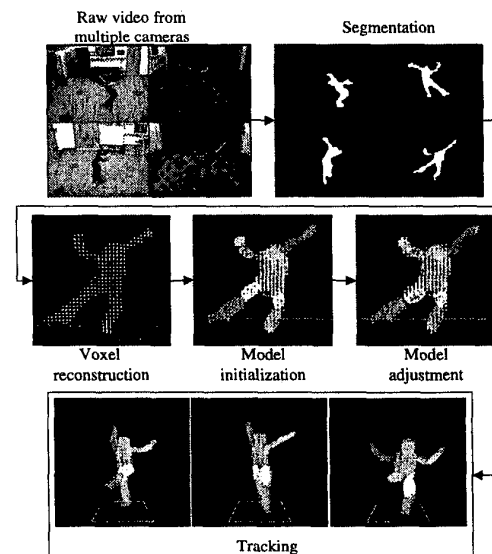 Raw video from
multiple cameras
Segmentation
Voxel
reconstruction
Model
initialization
Model
adjustment
Tracking